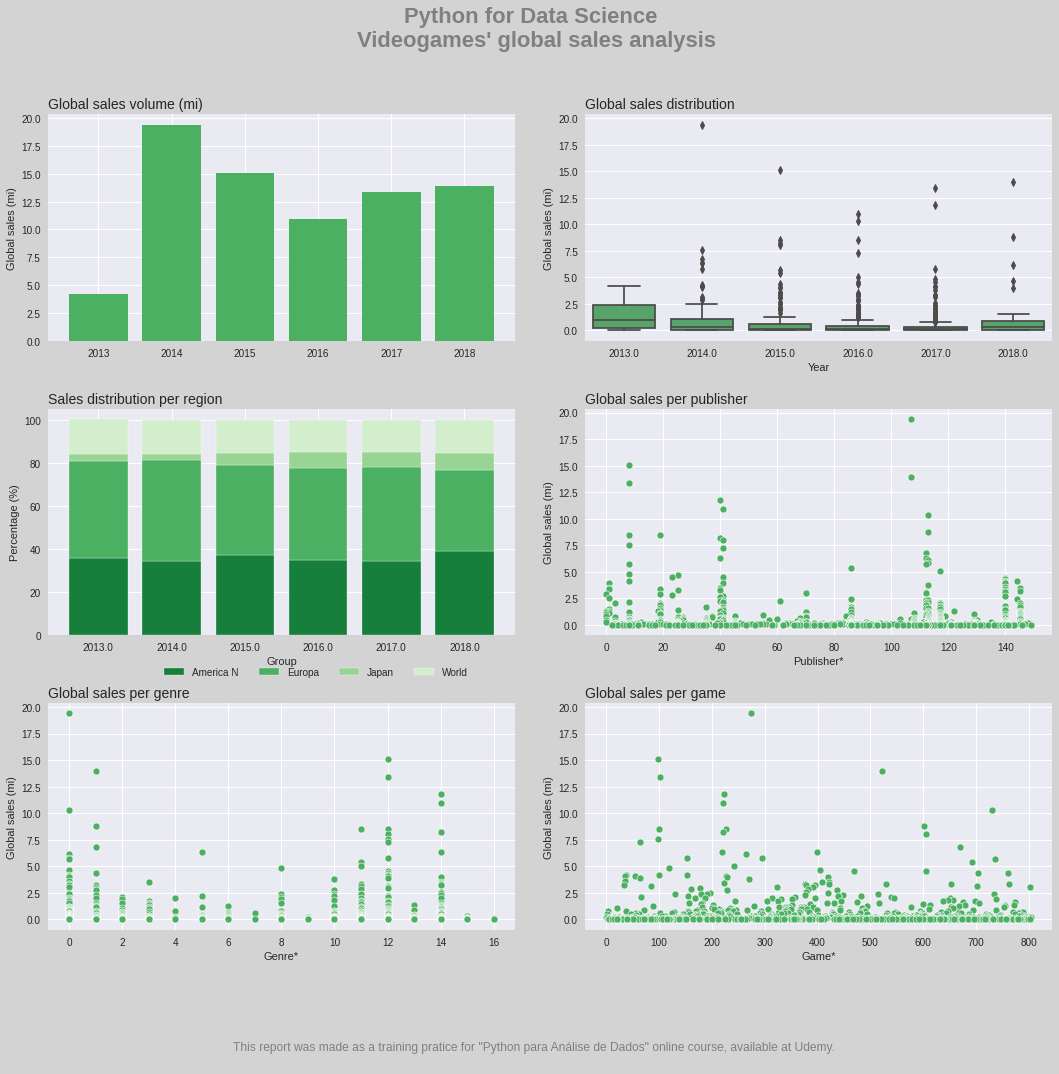 Python for Data Science
Videogames' global sales analysis
Global sales volume (mi)
Global sales (mi)
20.0
17.5
15.0
12.5
10.0
7.5
5.0
2.5
0.0
2013 2014 2015 2016 2017 2018
Global sales distribution
Global sales (mi)
20.0
17.5
15.0
12.5
10.0
7.5
5.0
2.5
0.0
2013.0 2014.0 2015.0 2016.0 2017.0 2018.0
Year
Sales distribution per region
Percentage (%)
100
80
60
40
20
0
2013.0 2014.0 2015.0 2016.0 2017.0 2018.0
Group
America N Europa Japan World
Global sales per publisher
Global sales (mi)
20.0
17.5
15.0
12.5
10.0
7.5
5.0
2.5
0.0
0 20 40 60 80 100 120 140
Publisher*
Global sales per genre
Global sales (mi)
20.0
17.5
15.0
12.5
10.0
7.5
5.0
2.5
0.0
0 2 4 6 8 10 12 14 16
Genre*
Global sales per game
Global sales (mi)
20.0
17.5
15.0
12.5
10.0
7.5
5.0
2.5
0.0
0 100 200 300 400 500 600 700 800
Game*
This report was made as a training pratice for "Python para Análise de Dados" online course, available at Udemy.